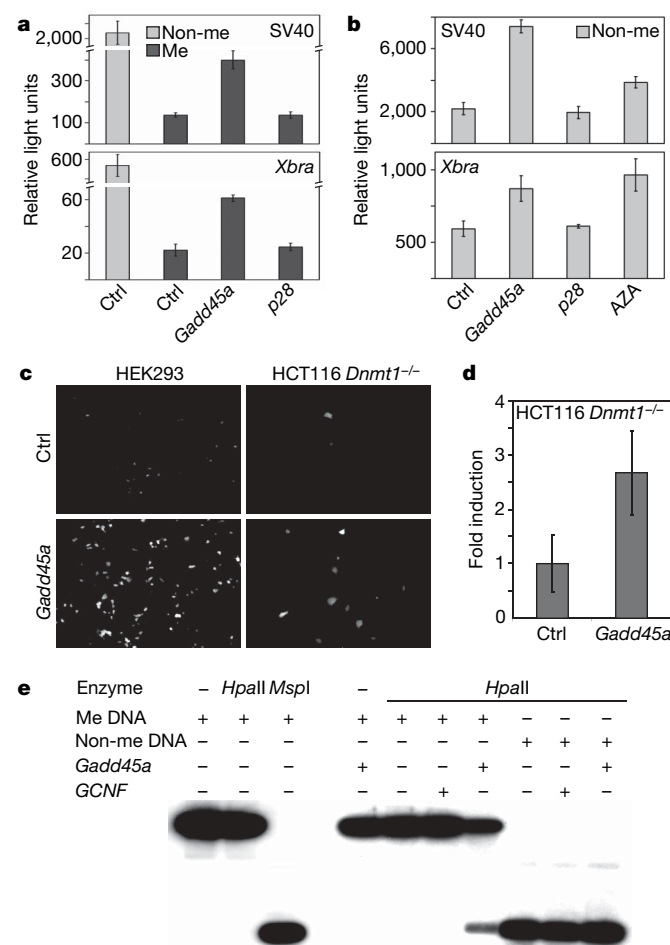 a
Non-me
Me
SV40
2,000
300
100
Relative light units
600
Xbra
60
20
Ctrl
Ctrl
Gadd45a
p28
b
SV40
Non-me
6,000
2,000
Relative light units
Xbra
1,000
500
Ctrl
Gadd45a
p28
AZA
c
HEK293
HCT116 Dnmt1–/–
Ctrl
Gadd45a
d
HCT116 Dnmt1–/–
Fold induction
4
3
2
1
0
Ctrl
Gadd45a
e
Enzyme – HpaII MspI – HpaII
Me DNA + + + + + + + – – –
Non-me DNA – – – – – – – + + +
Gadd45a – – – + – – + – – +
GCNF – – – – – + – – + –